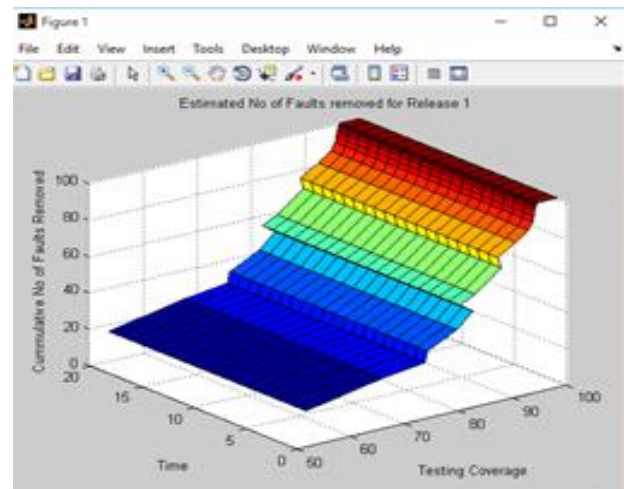 Figure 1
File Edit View Insert Tools Desktop Window Help
Estimated No of Faults removed for Release 1
Cummulative No of Faults Removed
100
80
60
40
20
0
20
15
10
5
0
Time
50
60
70
80
90
100
Testing Coverage